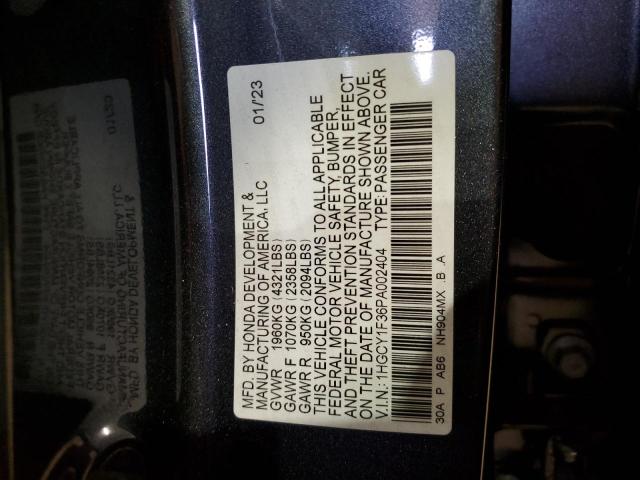 MFD. BY HONDA DEVELOPMENT & 01/'23
MANUFACTURING OF AMERICA, LLC
GVWR 1960KG (4321LBS)
GAWR F 1070KG (2358LBS)
GAWR R 950KG (2094LBS)
THIS VEHICLE CONFORMS TO ALL APPLICABLE
FEDERAL MOTOR VEHICLE SAFETY, BUMPER,
AND THEFT PREVENTION STANDARDS IN EFFECT
ON THE DATE OF MANUFACTURE SHOWN ABOVE.
V.I.N: 1HGCY1F36PA002404 TYPE: PASSENGER CAR
30A P AB6 NH904MX .B .A